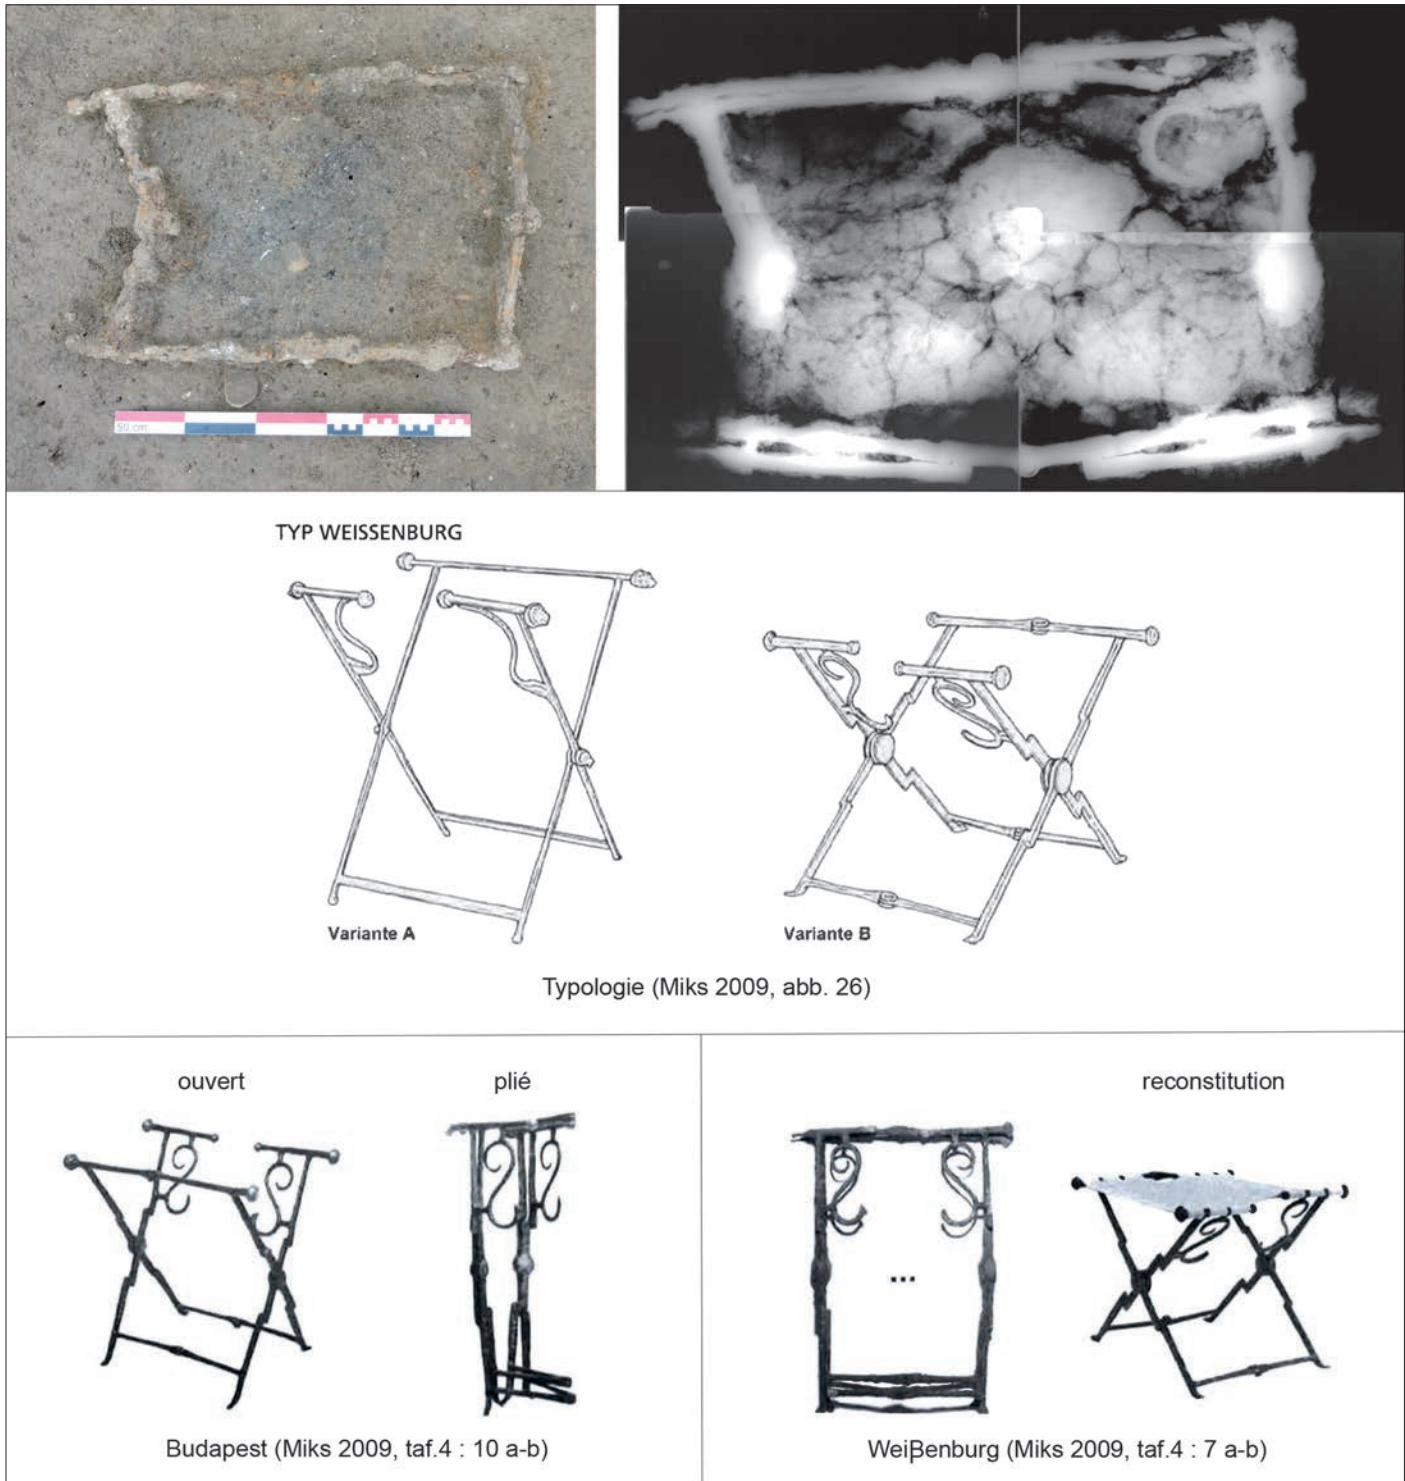 50 cm
TYP WEISSENBURG
Variante A
Variante B
Typologie (Miks 2009, abb. 26)
ouvert
plié
Budapest (Miks 2009, taf.4 : 10 a-b)
reconstitution
...
Weiβenburg (Miks 2009, taf.4 : 7 a-b)